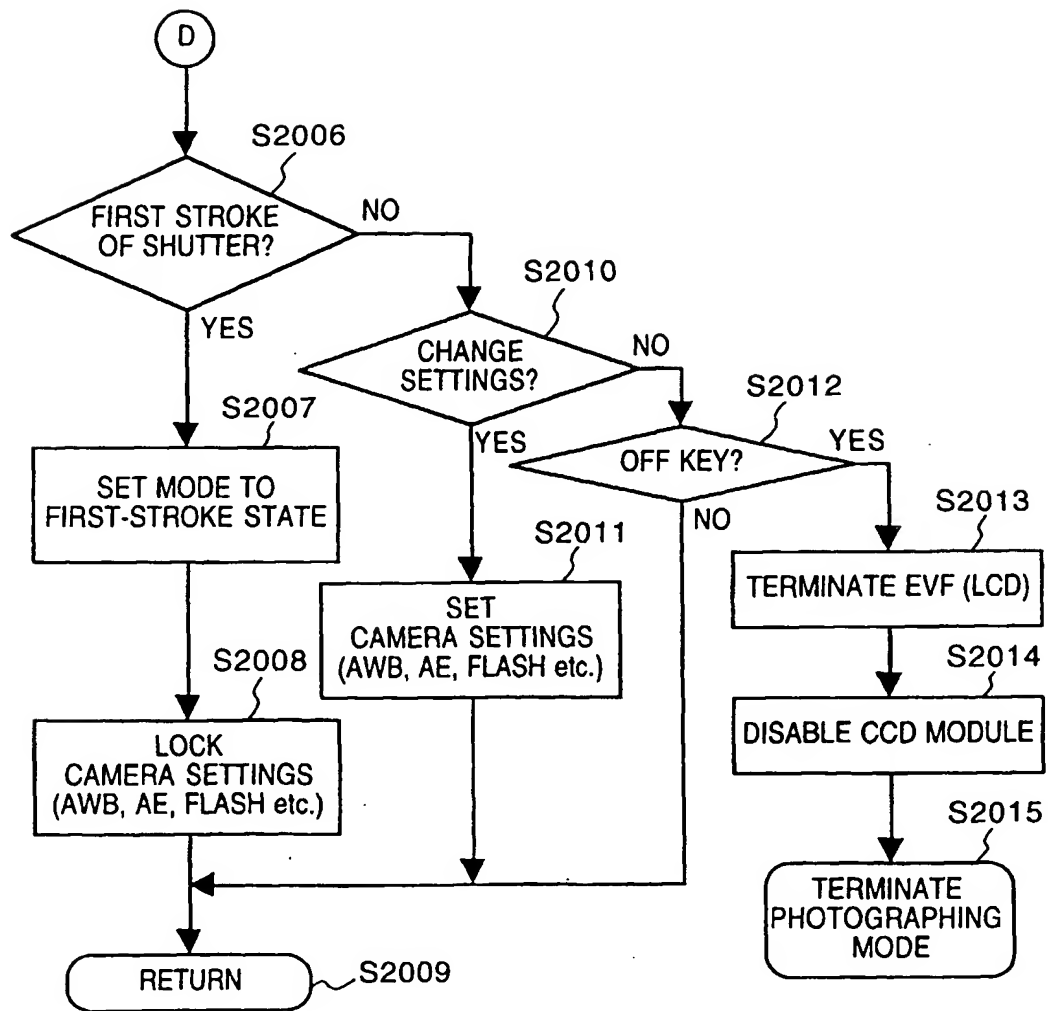 D
S2006
FIRST STROKE
OF SHUTTER?
NO
YES
S2010
CHANGE
SETTINGS?
NO
YES
S2012
OFF KEY?
YES
NO
S2007
SET MODE TO
FIRST-STROKE STATE
S2011
SET
CAMERA SETTINGS
(AWB, AE, FLASH etc.)
S2013
TERMINATE EVF (LCD)
S2008
LOCK
CAMERA SETTINGS
(AWB, AE, FLASH etc.)
S2014
DISABLE CCD MODULE
S2015
TERMINATE
PHOTOGRAPHING
MODE
RETURN
S2009